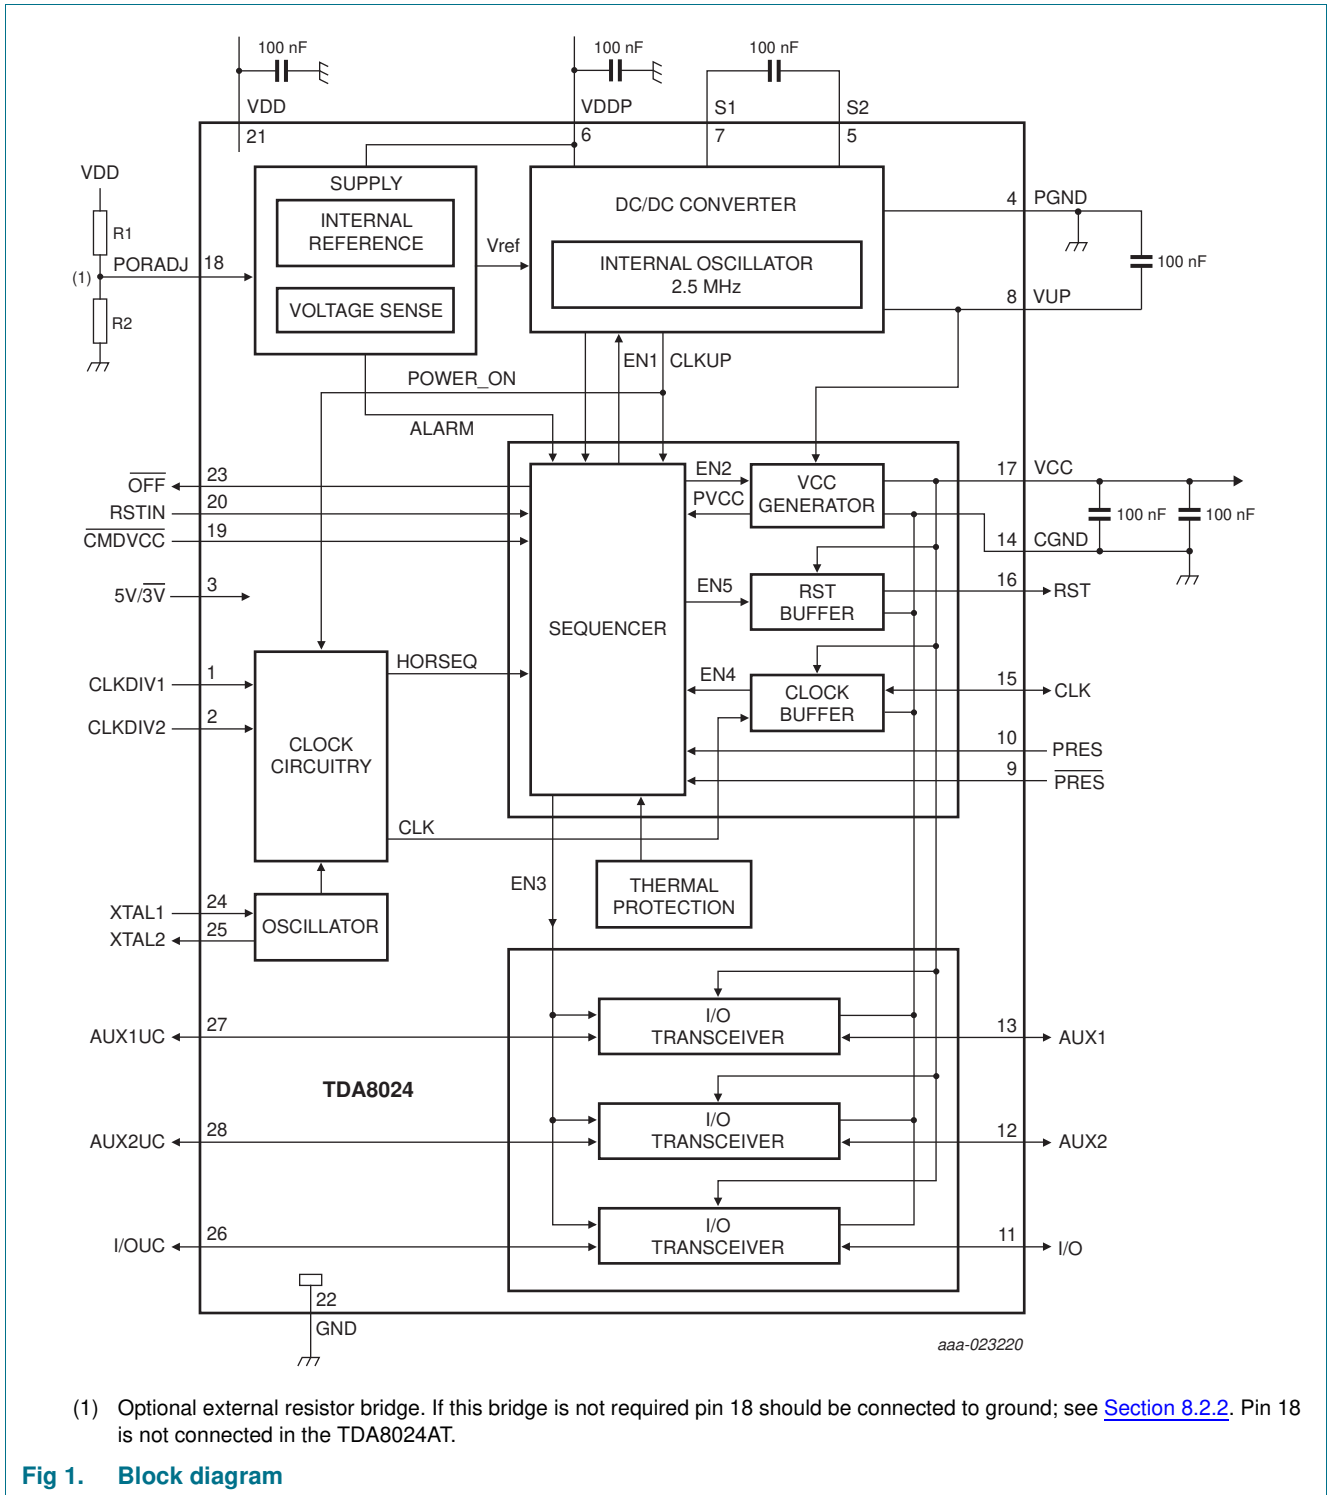 100 nF
100 nF
100 nF
VDD
VDDP
S1
S2
21
6
7
5
VDD
SUPPLY
INTERNAL
REFERENCE
VOLTAGE SENSE
DC/DC CONVERTER
INTERNAL OSCILLATOR
2.5 MHz
4 PGND
R1
(1)
PORADJ 18
R2
Vref
100 nF
8 VUP
EN1
CLKUP
POWER_ON
ALARM
OFF 23
RSTIN 20
CMDVCC 19
5V/3V 3
EN2
PVCC
VCC
GENERATOR
17 VCC
100 nF
100 nF
14 CGND
EN5
RST
BUFFER
16 RST
SEQUENCER
HORSEQ
CLKDIV1 1
CLKDIV2 2
CLOCK
CIRCUITRY
EN4
CLOCK
BUFFER
15 CLK
10 PRES
9 PRES
CLK
EN3
THERMAL
PROTECTION
XTAL1 24
XTAL2 25
OSCILLATOR
AUX1UC 27
I/O
TRANSCEIVER
13 AUX1
TDA8024
AUX2UC 28
I/O
TRANSCEIVER
12 AUX2
I/OUC 26
I/O
TRANSCEIVER
11 I/O
22
GND
aaa-023220
(1) Optional external resistor bridge. If this bridge is not required pin 18 should be connected to ground; see Section 8.2.2. Pin 18
is not connected in the TDA8024AT.
Fig 1. Block diagram